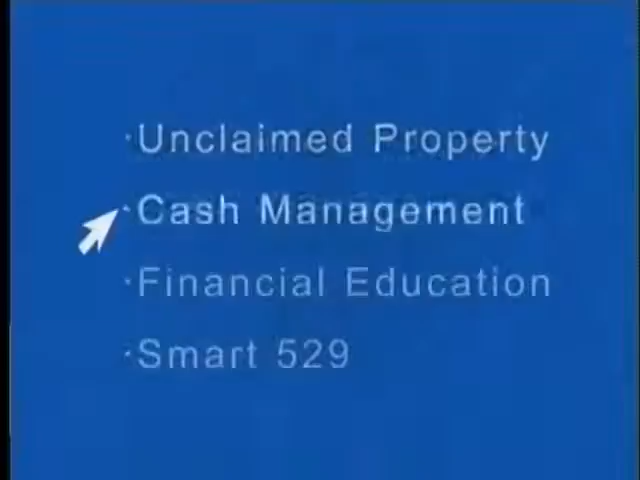 ·Unclaimed Property
·Cash Management
·Financial Education
·Smart 529